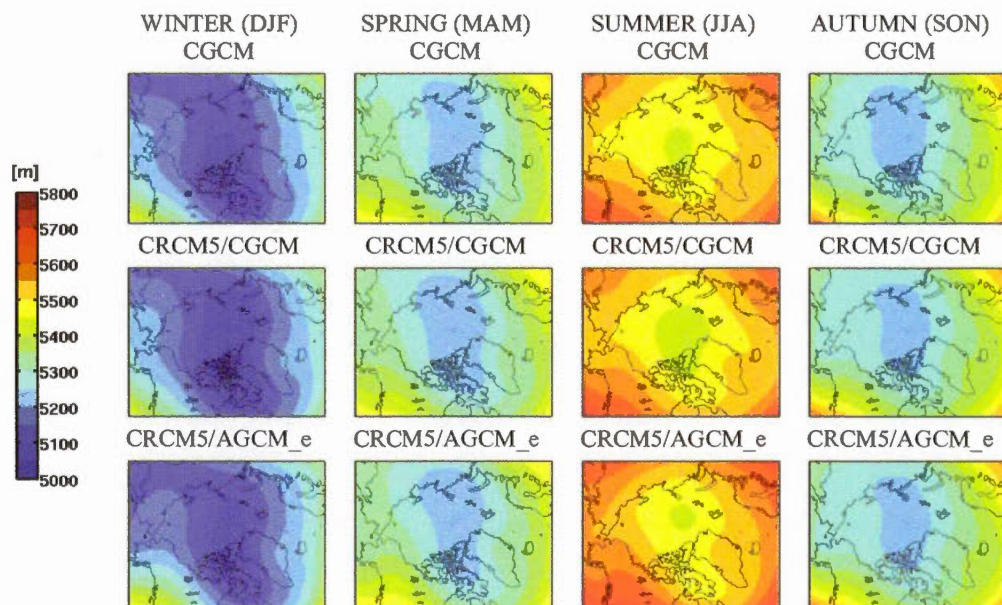 WINTER (DJF) SPRING (MAM) SUMMER (JJA) AUTUMN (SON)
CGCM CGCM CGCM CGCM
[m]
5800
5700
5600
5500
5400
5300
5200
5100
5000
CRCM5/CGCM CRCM5/CGCM CRCM5/CGCM CRCM5/CGCM
CRCM5/AGCM_e CRCM5/AGCM_e CRCM5/AGCM_e CRCM5/AGCM_e